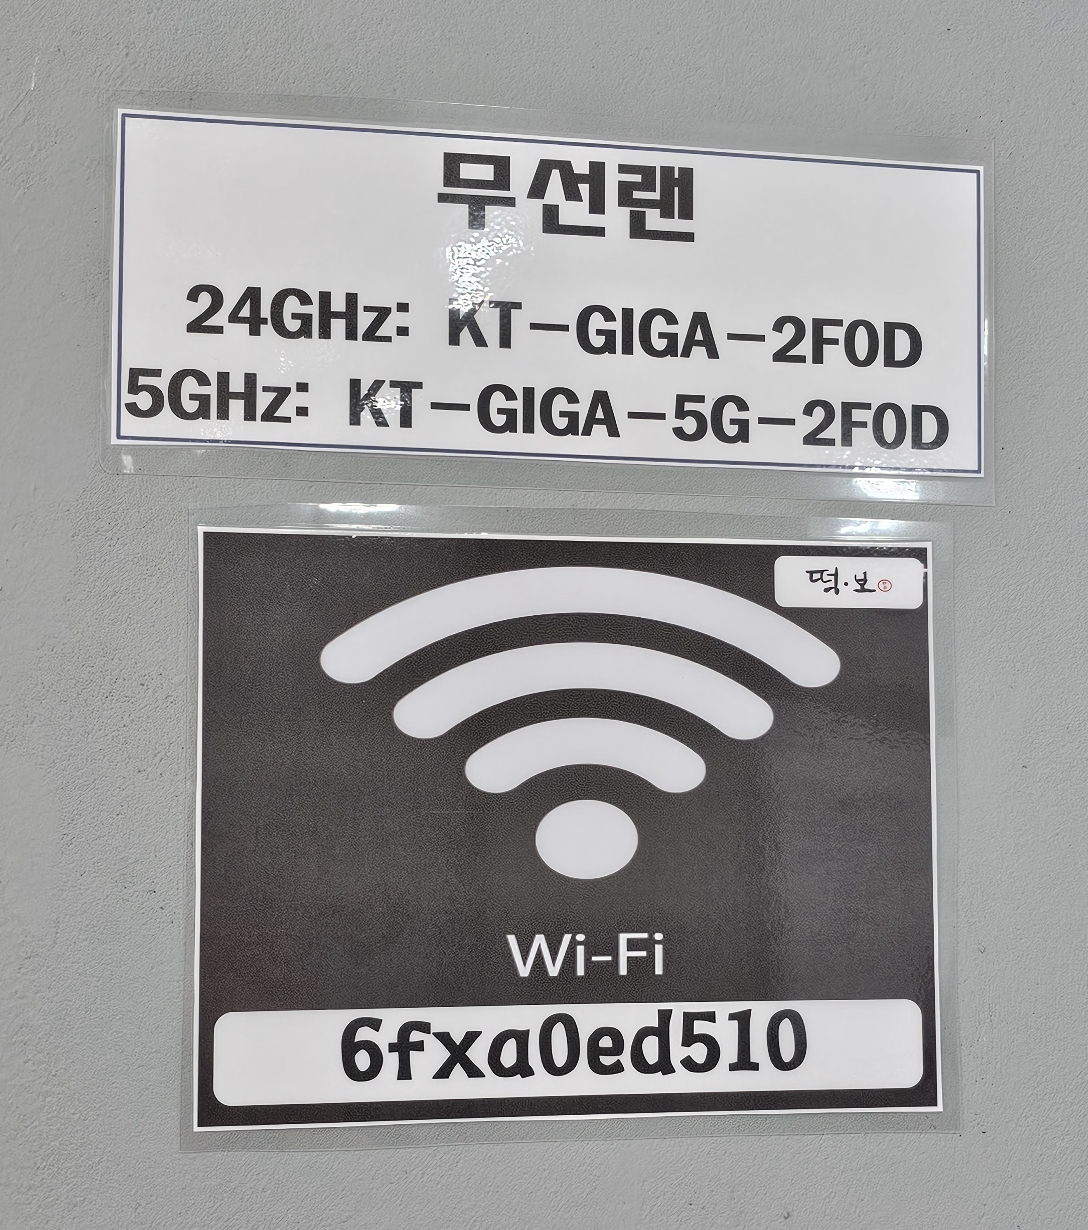 무선랜
24GHz: KT-GIGA-2F0D
5GHz: KT-GIGA-5G-2F0D
떡·보
Wi-Fi
6fxa0ed510